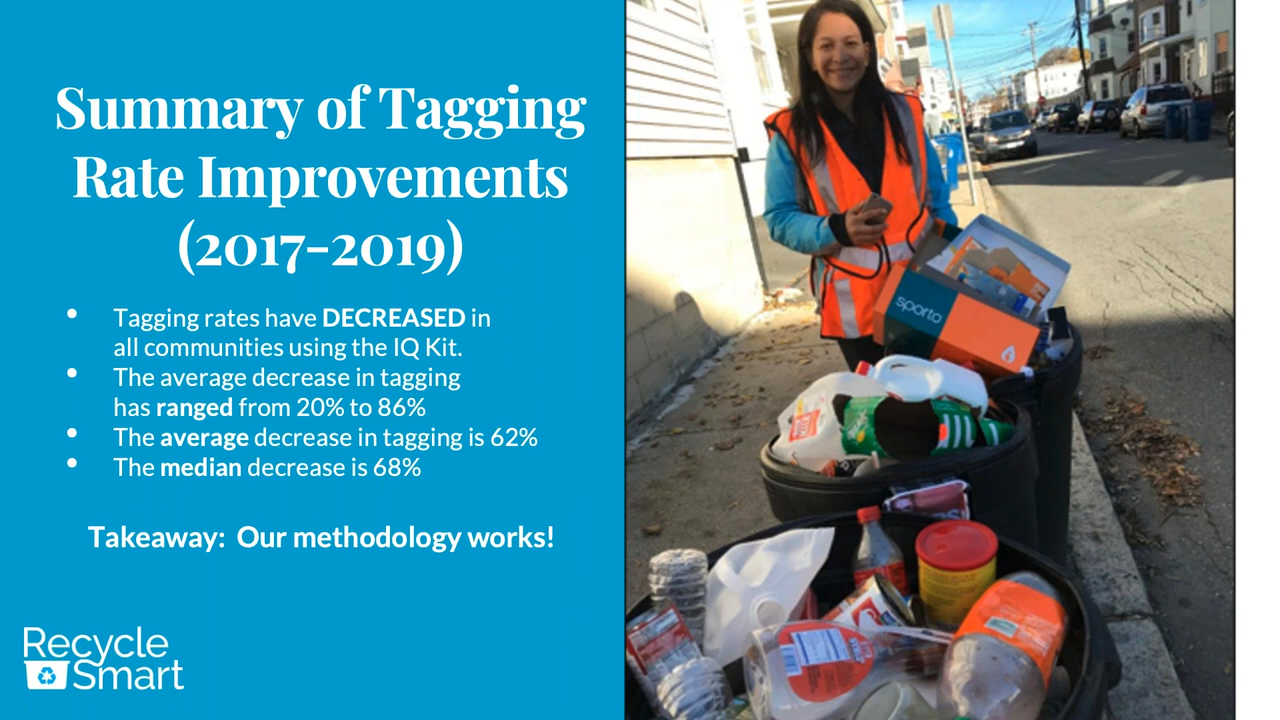 Summary of Tagging
Rate Improvements
(2017-2019)
• Tagging rates have DECREASED in
all communities using the IQ Kit.
• The average decrease in tagging
has ranged from 20% to 86%
• The average decrease in tagging is 62%
• The median decrease is 68%
Takeaway:  Our methodology works!
Recycle
Smart
sporto